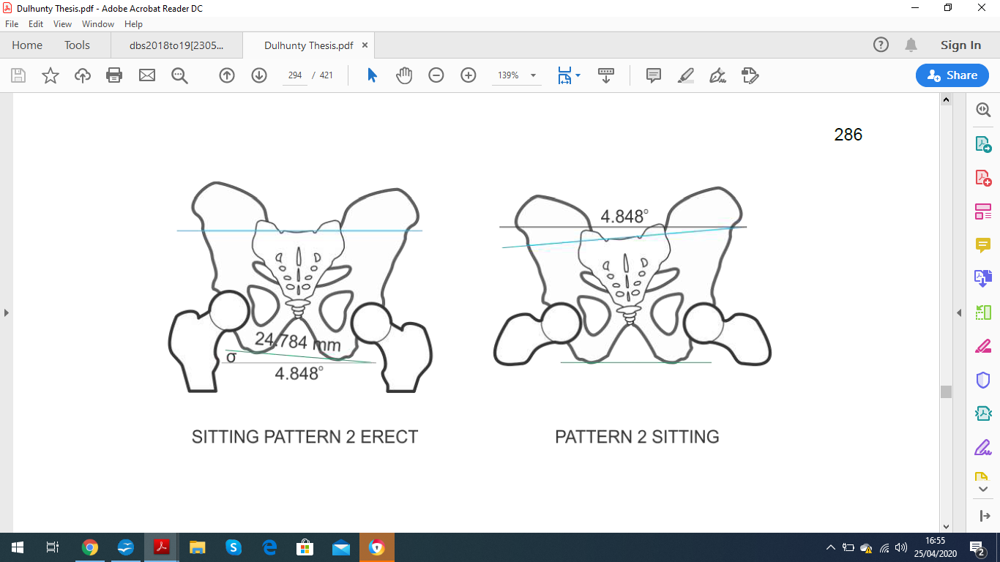 Dulhunty Thesis.pdf - Adobe Acrobat Reader DC
File Edit View Window Help
Home Tools dbs2018to19[2305... Dulhunty Thesis.pdf × Sign In
294 / 421 139% Share
286
4.848°
24.784 mm
σ
4.848°
SITTING PATTERN 2 ERECT
PATTERN 2 SITTING
16:55
25/04/2020
2